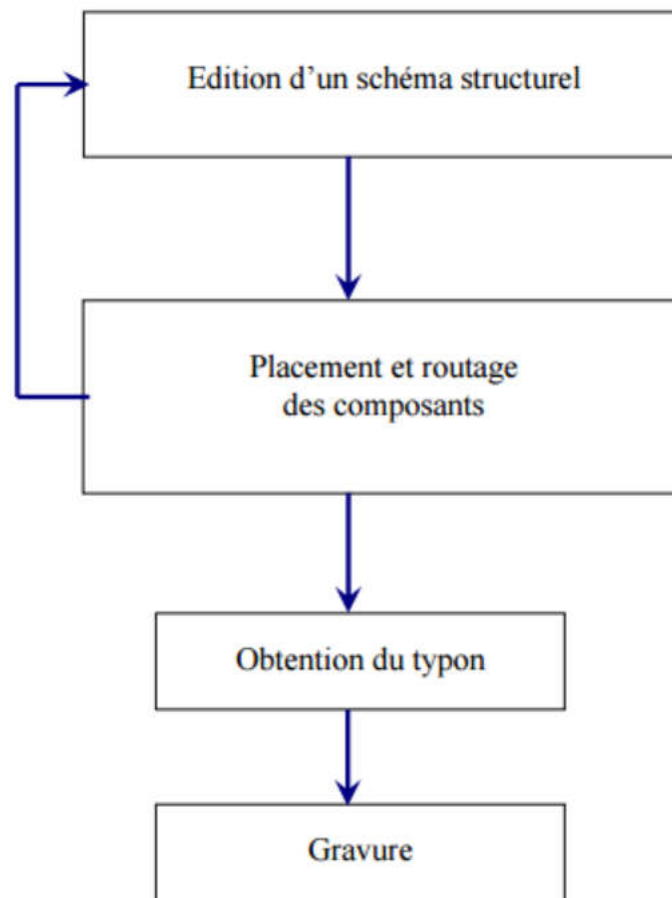 Edition d’un schéma structurel
Placement et routage
des composants
Obtention du typon
Gravure